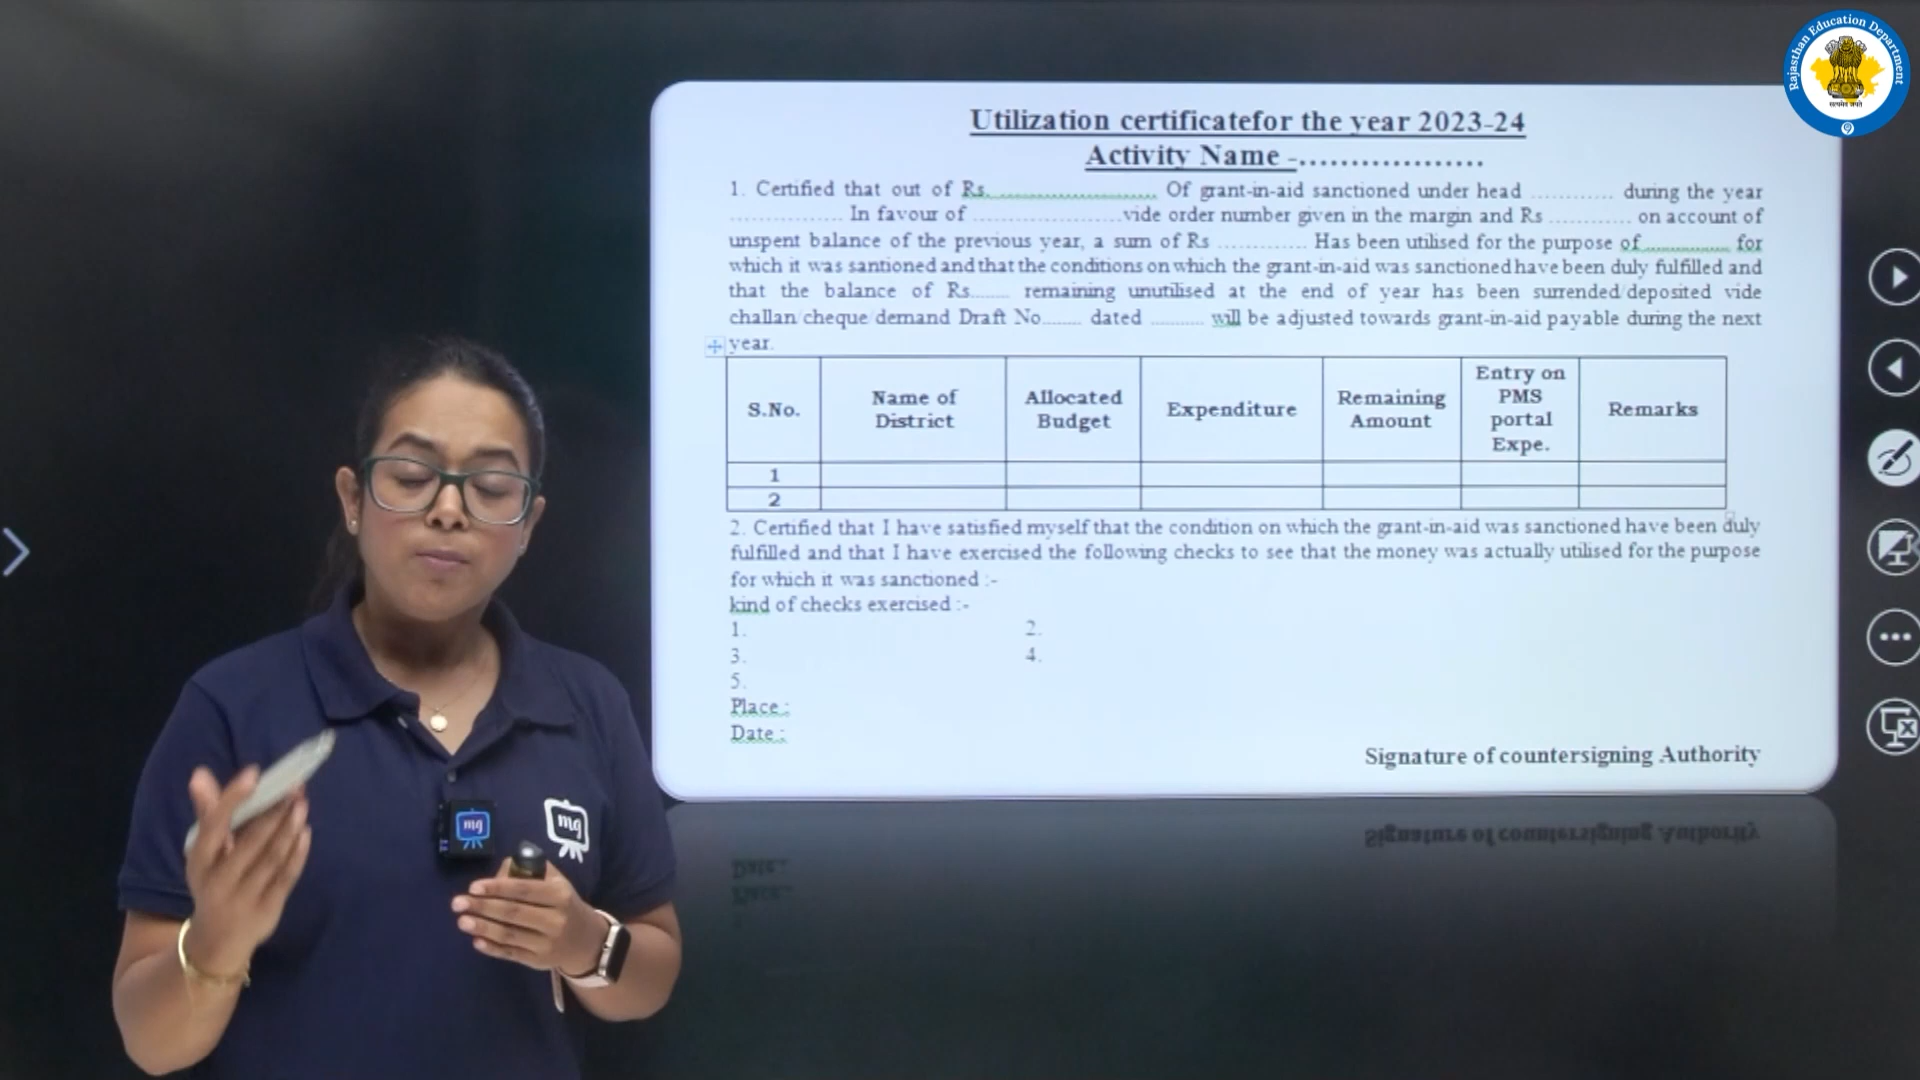 Rajasthan Education Department
सत्यमेव जयते
Utilization certificatefor the year 2023-24
Activity Name -..................
1. Certified that out of Rs............................. Of grant-in-aid sanctioned under head ............ during the year
................. In favour of ......................vide order number given in the margin and Rs ............ on account of
unspent balance of the previous year, a sum of Rs ............. Has been utilised for the purpose of.............. for
which it was santioned and that the conditions on which the grant-in-aid was sanctioned have been duly fulfilled and
that the balance of Rs....... remaining unutilised at the end of year has been surrended/deposited vide
challan/cheque/demand Draft No....... dated ......... will be adjusted towards grant-in-aid payable during the next
year.
S.No. Name of District Allocated Budget Expenditure Remaining Amount Entry on PMS portal Expe. Remarks
1
2
2. Certified that I have satisfied myself that the condition on which the grant-in-aid was sanctioned have been duly
fulfilled and that I have exercised the following checks to see that the money was actually utilised for the purpose
for which it was sanctioned :-
kind of checks exercised :-
1. 2.
3. 4.
5.
Place :
Date :
Signature of countersigning Authority
mg
mg